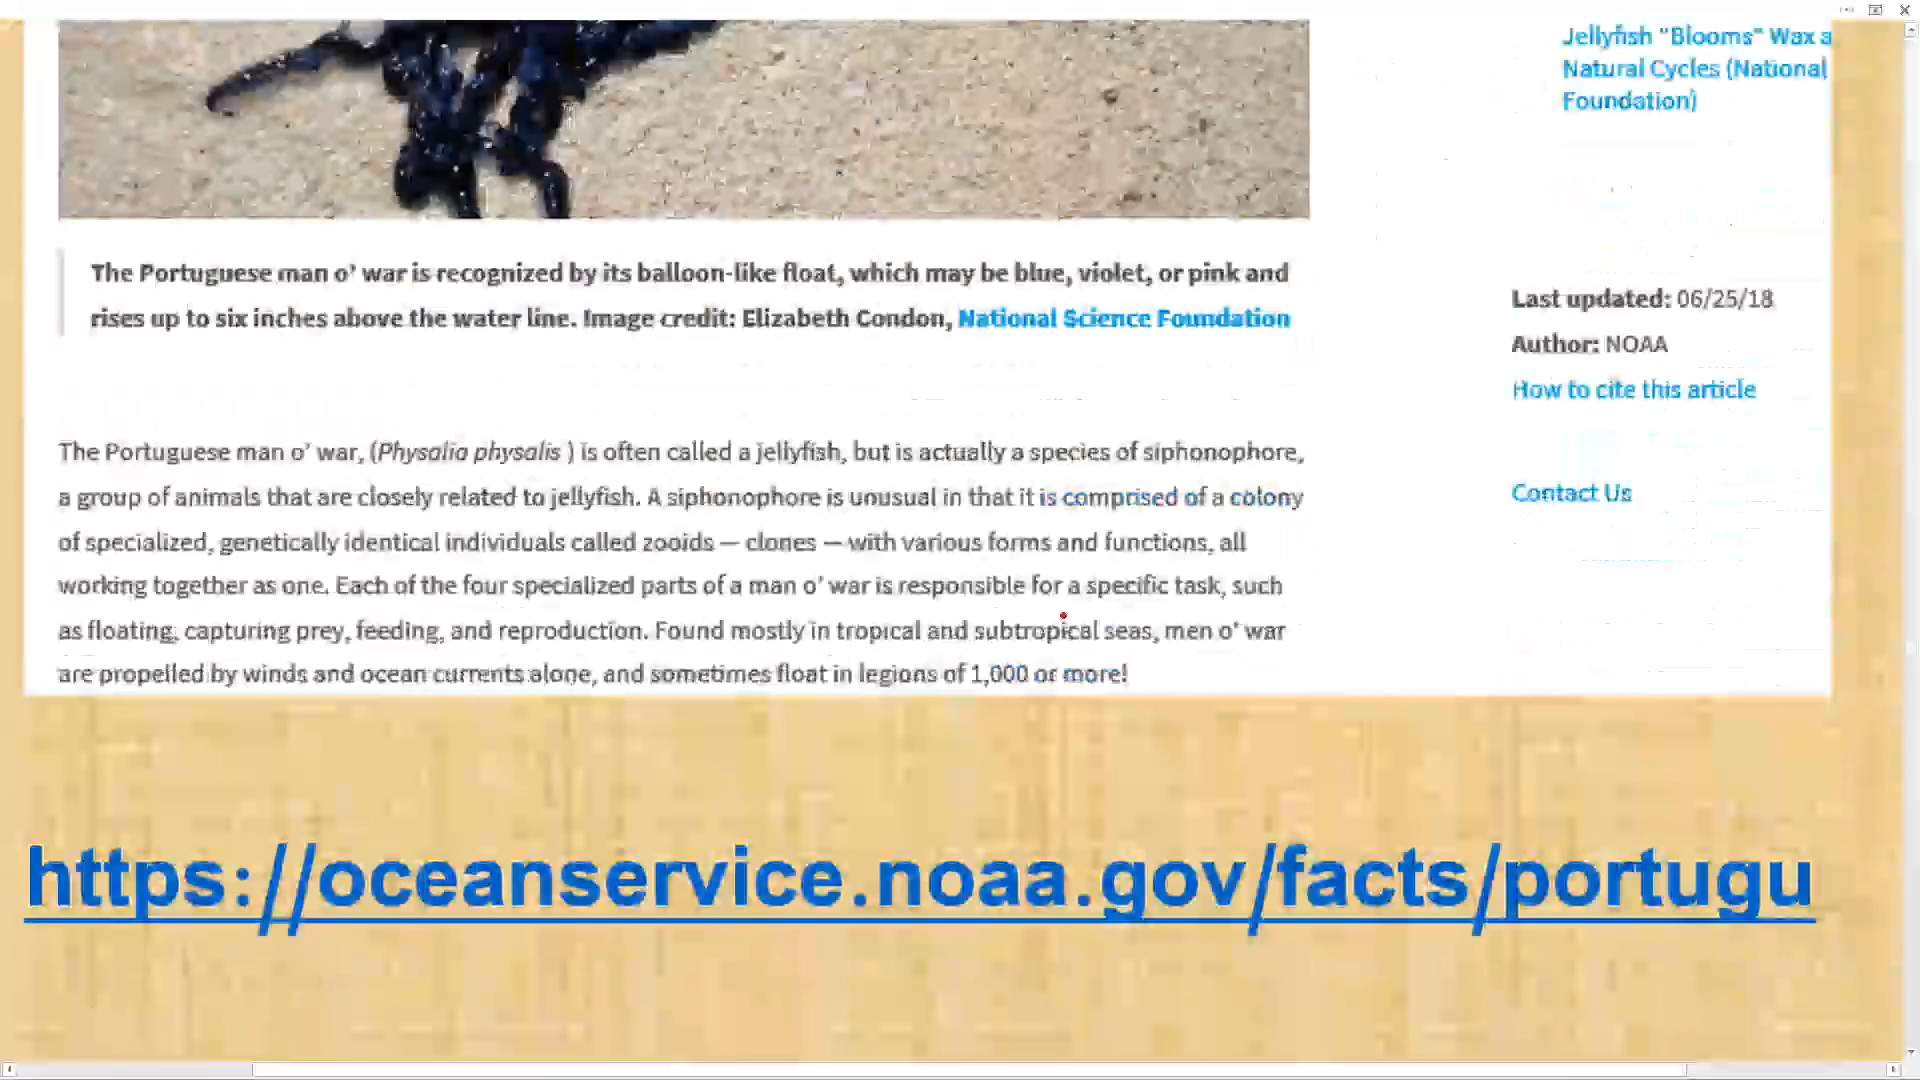 Jellyfish "Blooms" Wax a
Natural Cycles (National
Foundation)
The Portuguese man o' war is recognized by its balloon-like float, which may be blue, violet, or pink and
rises up to six inches above the water line. Image credit: Elizabeth Condon, National Science Foundation
Last updated: 06/25/18
Author: NOAA
How to cite this article
Contact Us
The Portuguese man o' war, (Physalia physalis ) is often called a jellyfish, but is actually a species of siphonophore,
a group of animals that are closely related to jellyfish. A siphonophore is unusual in that it is comprised of a colony
of specialized, genetically identical individuals called zooids — clones — with various forms and functions, all
working together as one. Each of the four specialized parts of a man o' war is responsible for a specific task, such
as floating, capturing prey, feeding, and reproduction. Found mostly in tropical and subtropical seas, men o' war
are propelled by winds and ocean currents alone, and sometimes float in legions of 1,000 or more!
https://oceanservice.noaa.gov/facts/portugu